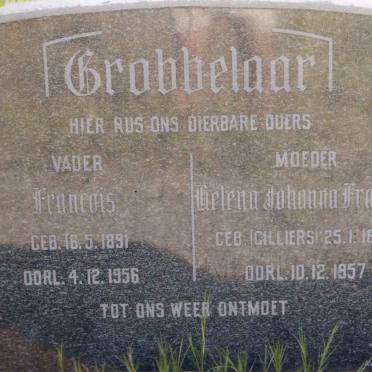 Grobbelaar
HIER RUS ONS DIERBARE OUERS
VADER
Francois
GEB. 16.5.1891
OORL. 4.12.1956
MOEDER
Helena Johanna
GEB. (CILLIERS) 25.1.
OORL. 10.12.1957
TOT ONS WEER ONTMOET